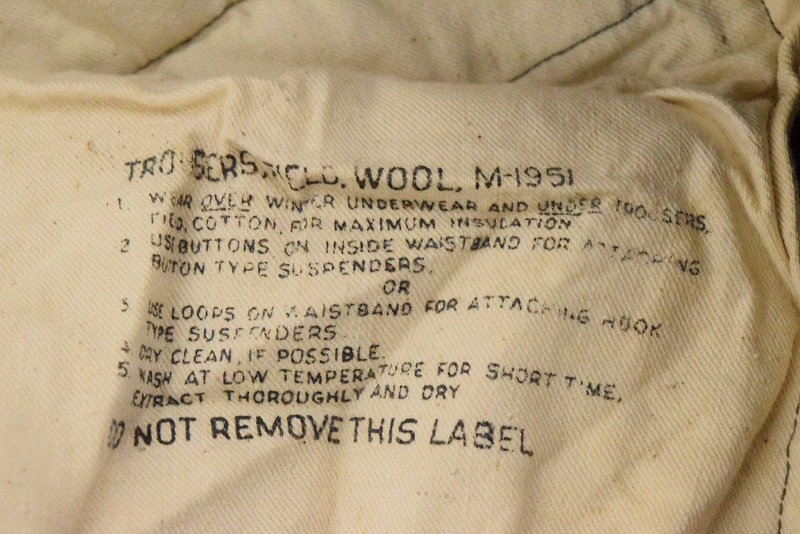 TROUSERS, FIELD, WOOL, M-1951
1. WEAR OVER WINTER UNDERWEAR AND UNDER TROUSERS,
FIELD, COTTON, FOR MAXIMUM INSULATION.
2 USE BUTTONS ON INSIDE WAISTBAND FOR ATTACHING
BUTTON TYPE SUSPENDERS.
OR
3 USE LOOPS ON WAISTBAND FOR ATTACHING HOOK
TYPE SUSPENDERS.
4 DRY CLEAN, IF POSSIBLE.
5. WASH AT LOW TEMPERATURE FOR SHORT TIME,
EXTRACT THOROUGHLY AND DRY
DO NOT REMOVE THIS LABEL